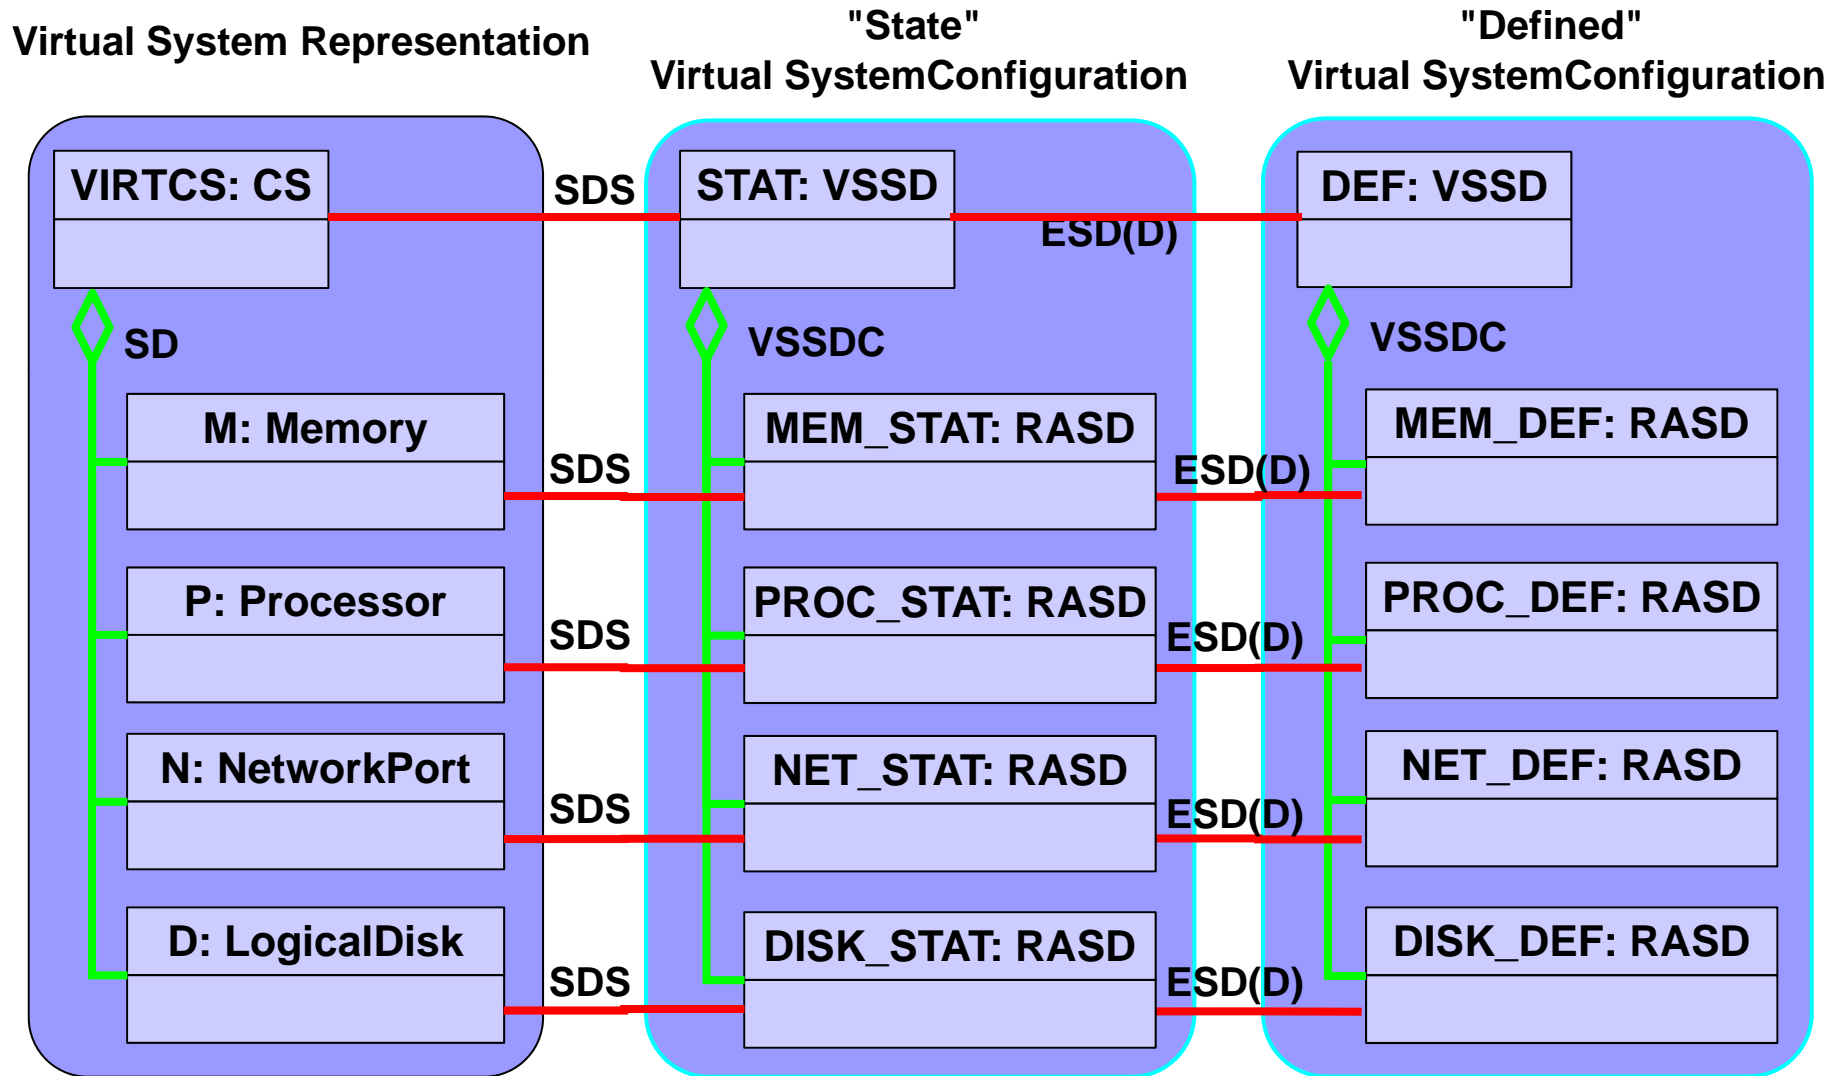 Virtual System Representation
"State"
Virtual SystemConfiguration
"Defined"
Virtual SystemConfiguration
VIRTCS: CS
SDS
STAT: VSSD
ESD(D)
DEF: VSSD
SD
VSSDC
VSSDC
M: Memory
SDS
MEM_STAT: RASD
ESD(D)
MEM_DEF: RASD
P: Processor
SDS
PROC_STAT: RASD
ESD(D)
PROC_DEF: RASD
N: NetworkPort
SDS
NET_STAT: RASD
ESD(D)
NET_DEF: RASD
D: LogicalDisk
SDS
DISK_STAT: RASD
ESD(D)
DISK_DEF: RASD